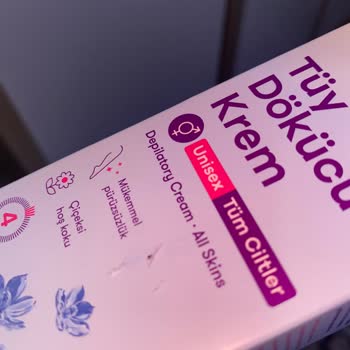 Tüy
Dökücü
Krem
Unisex Tüm Ciltler
Depilatory Cream · All Skins
Mükemmel
pürüzsüzlük
Çiçeksi
hoş koku
4